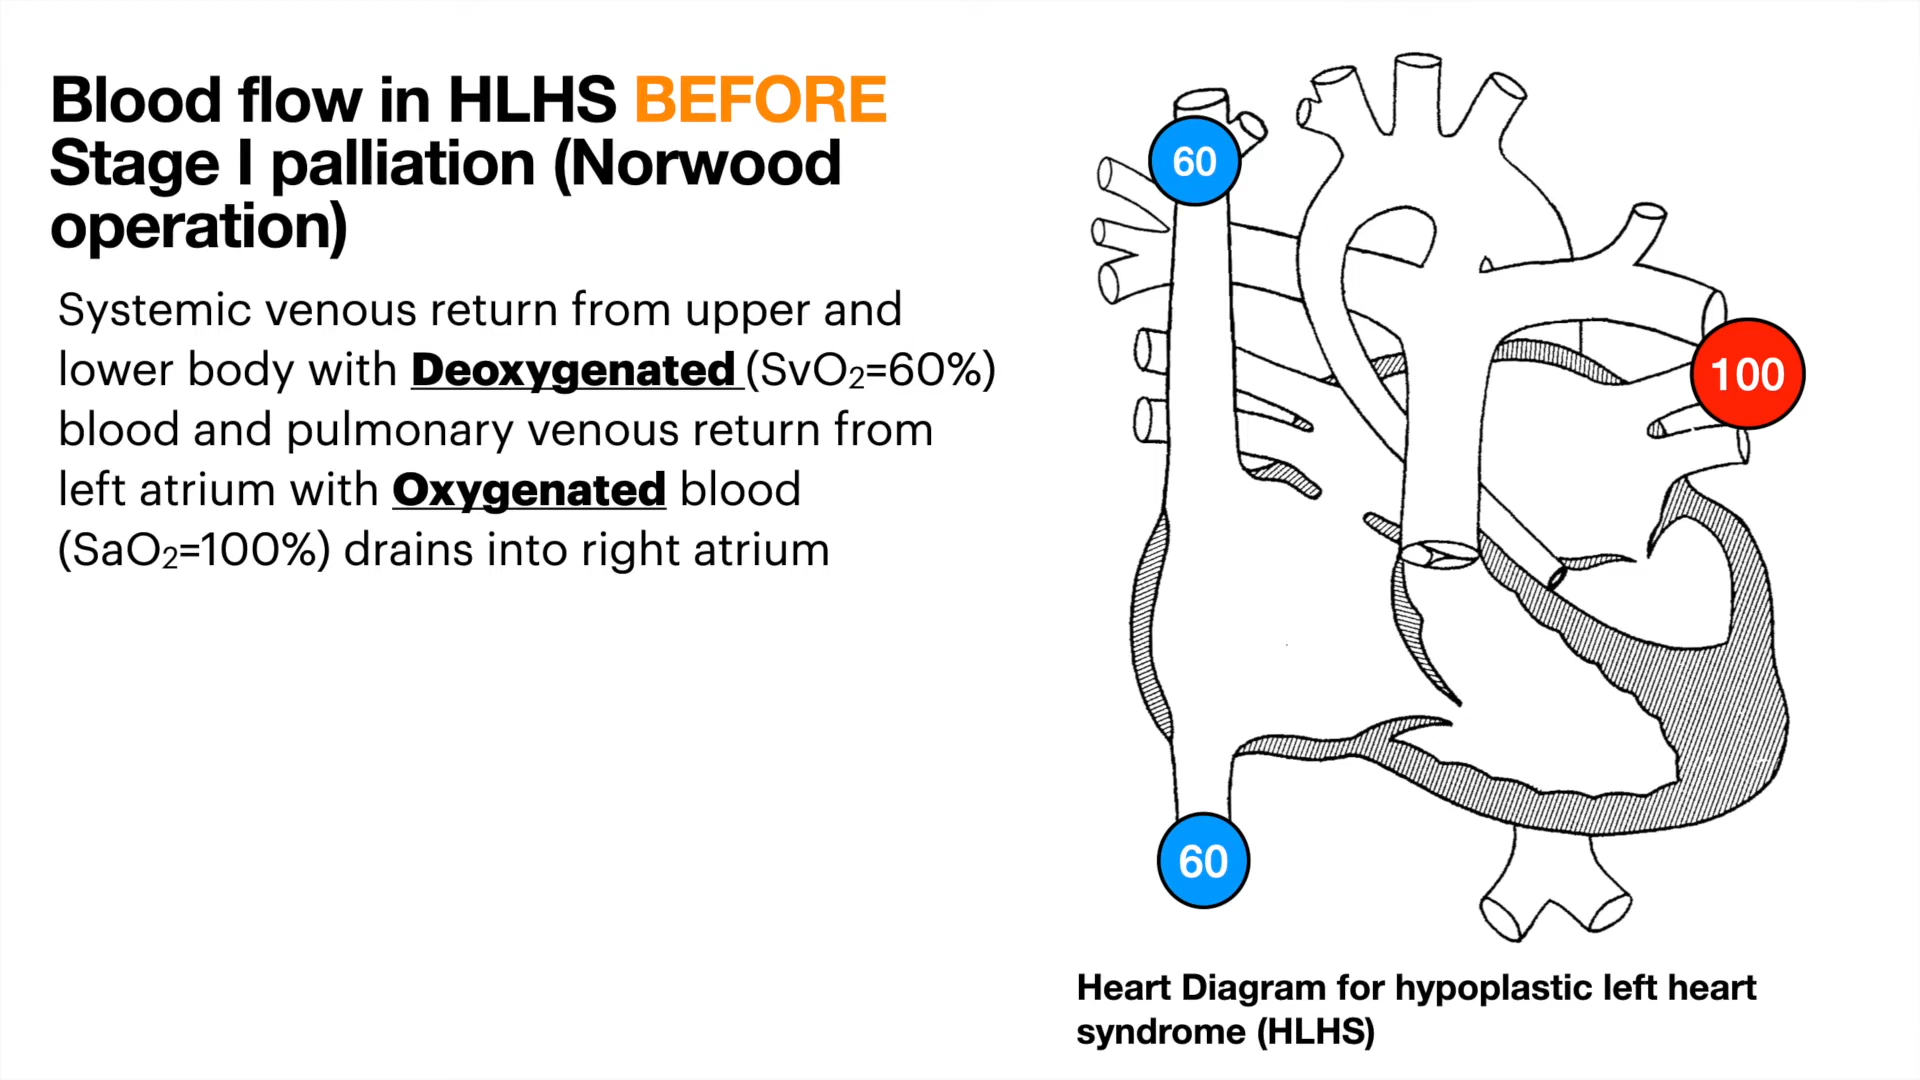 Blood flow in HLHS BEFORE
Stage I palliation (Norwood
operation)
Systemic venous return from upper and
lower body with Deoxygenated (SvO₂=60%)
blood and pulmonary venous return from
left atrium with Oxygenated blood
(SaO₂=100%) drains into right atrium
60
100
60
Heart Diagram for hypoplastic left heart
syndrome (HLHS)